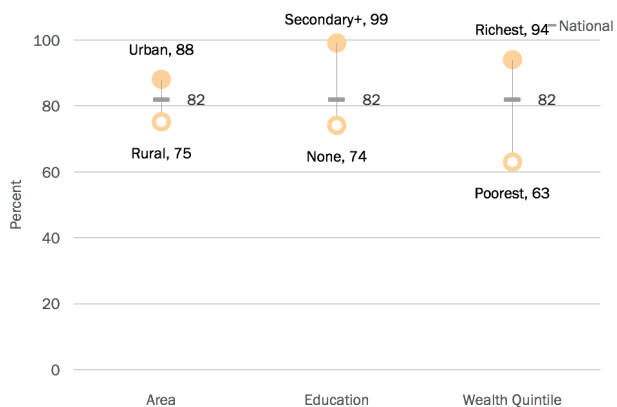 Secondary+, 99
Richest, 94
National
100
Urban, 88
82
82
82
80
Rural, 75
None, 74
60
Poorest, 63
Percent
40
20
0
Area
Education
Wealth Quintile